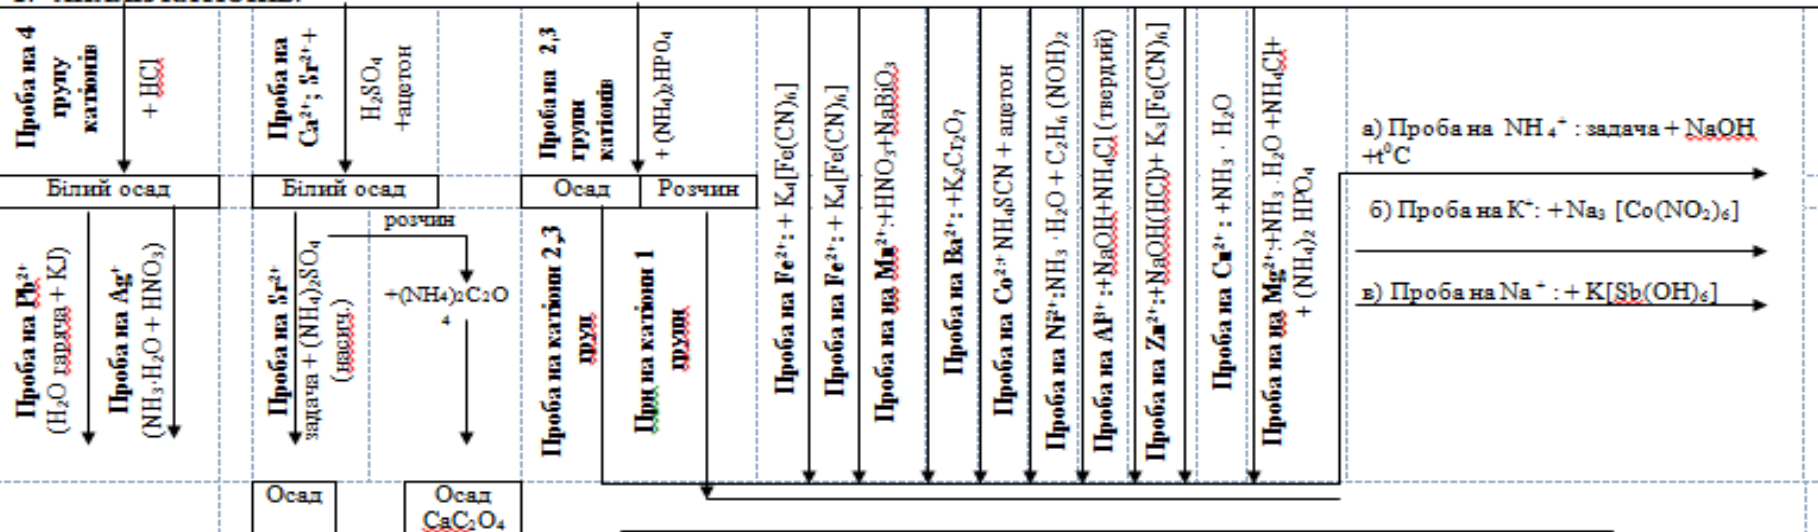 Проба на 4
групу
катіонів
+ HCl
Білий осад
Проба на Pb²⁺
(H₂O гаряча + KJ)
Проба на Ag⁺
(NH₃·H₂O + HNO₃)
Проба на
Ca²⁺; Sr²⁺ +
H₂SO₄
+ацетон
Білий осад
розчин
Проба на Sr²⁺
задача + (NH₄)₂SO₄
(насич.)
+(NH4)₂C₂O
4
Осад
Осад
CaC₂O₄
Проба на 2,3
групи
катіонів
+ (NH₄)₂HPO₄
Осад
Розчин
Проба на катіони 2,3
груп
При на катіони 1
групи
Проба на Fe²⁺: + K₄[Fe(CN)₆]
Проба на Fe²⁺: + K₄[Fe(CN)₆]
Проба на Mn²⁺:+HNO₃+NaBiO₃
Проба на Ba²⁺: +K₂Cr₂O₇
Проба на Co²⁺ NH₄SCN + ацетон
Проба на Ni²⁺:NH₃ ·H₂O + C₂H₆ (NOH)₂
Проба на Al³⁺ :+NaOH+NH₄Cl (твердий)
Проба на Zn²⁺:+NaOH(HCl)+ K₃[Fe(CN)₆]
Проба на Cu²⁺ : +NH₃ · H₂O
Проба на Mg²⁺:+NH₃ ·H₂O +NH₄Cl+
+ (NH₄)₂ HPO₄
а) Проба на NH₄⁺ : задача + NaOH
+t⁰C
б) Проба на K⁺: + Na₃ [Co(NO₂)₆]
в) Проба на Na⁺ : + K[Sb(OH)₆]